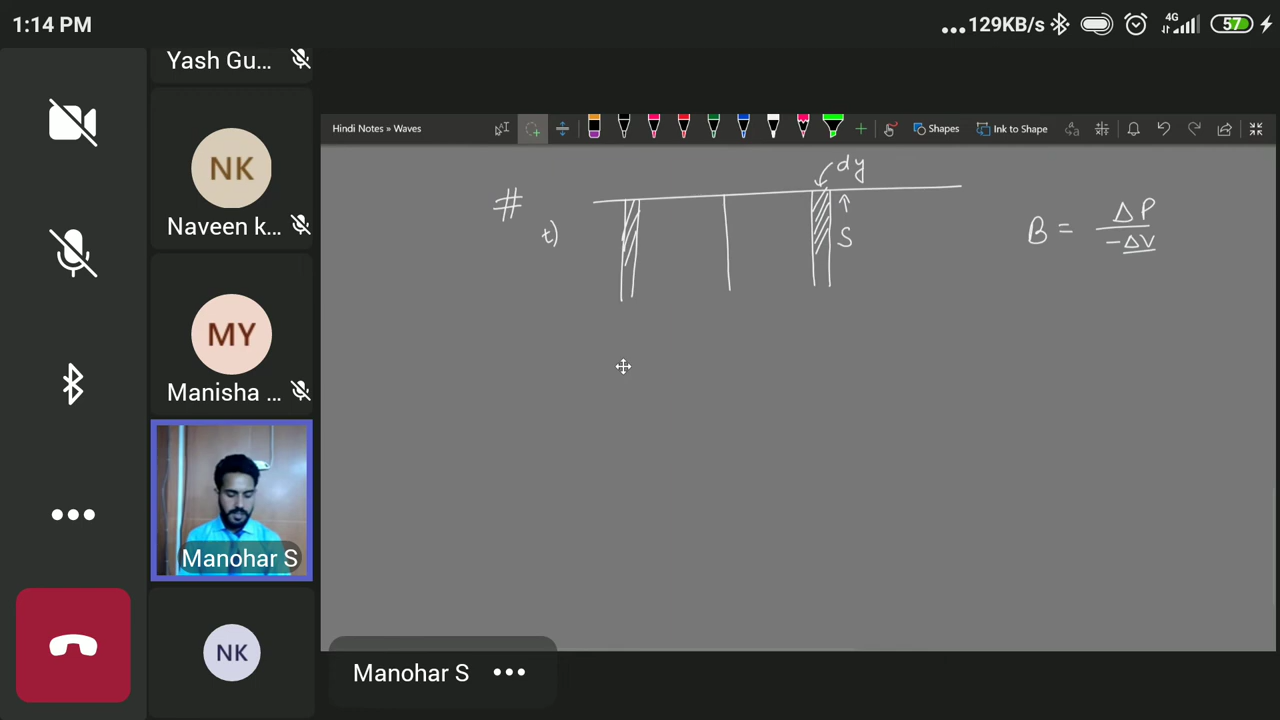 1:14 PM
...129KB/s 4G 57
Yash Gu...
NK
Naveen k...
MY
Manisha ...
Manohar S
NK
Manohar S
Hindi Notes » Waves
Shapes
Ink to Shape
# dy
t) S
B = ΔP / -ΔV